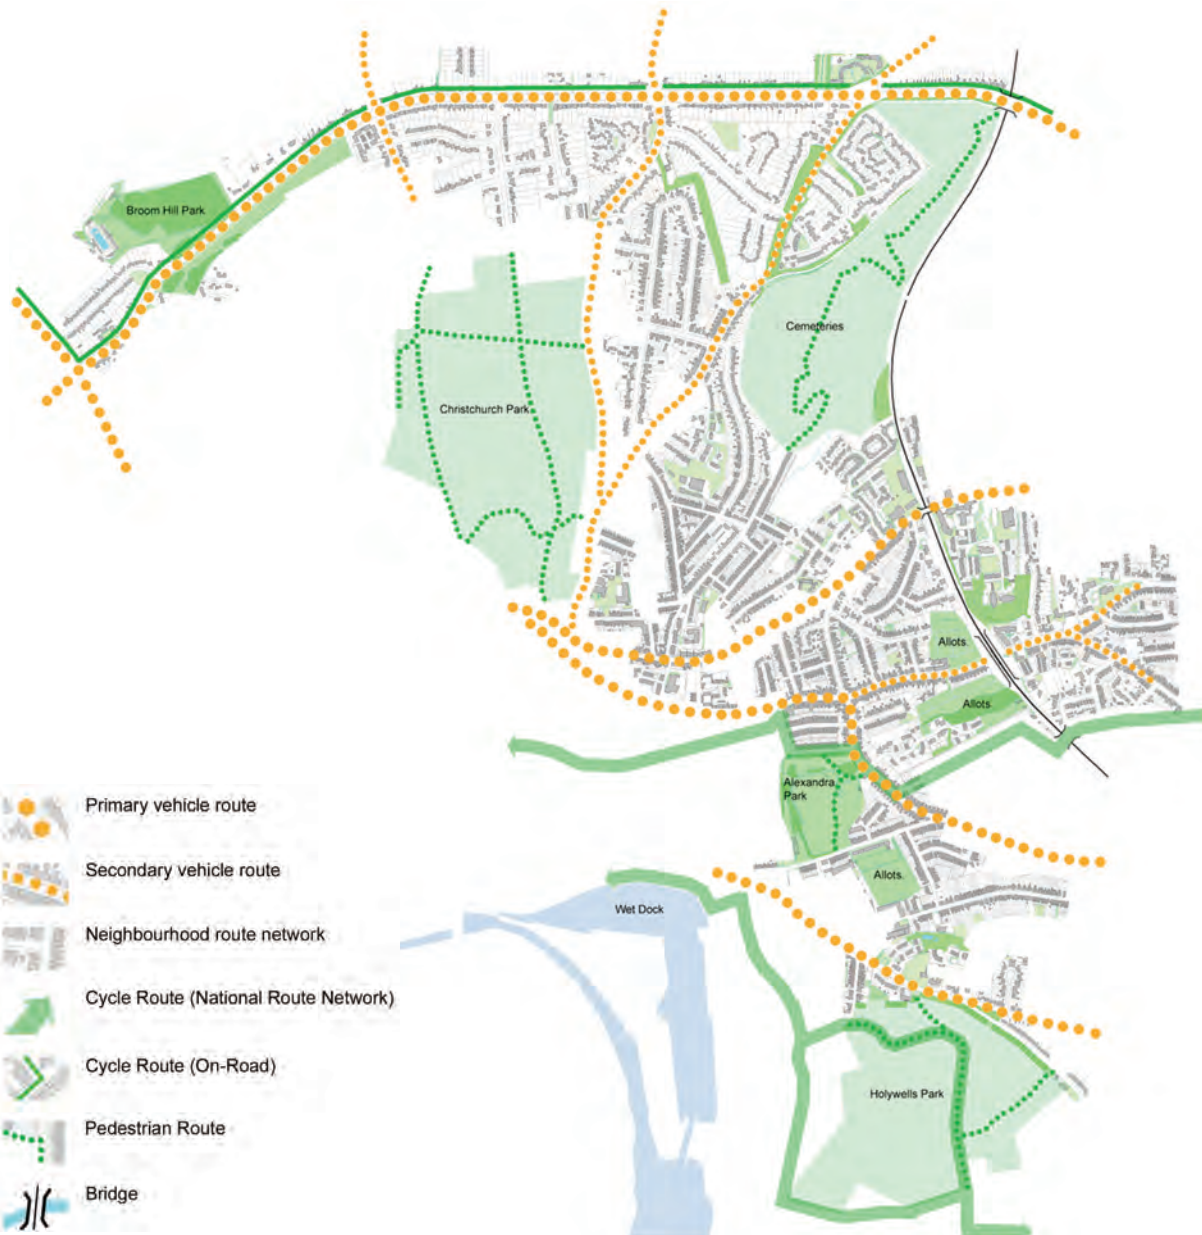 Broom Hill Park
Cemeteries
Christchurch Park
Allots.
Allots.
Alexandra
Park
Allots.
Wet Dock
Holywells Park
Primary vehicle route
Secondary vehicle route
Neighbourhood route network
Cycle Route (National Route Network)
Cycle Route (On-Road)
Pedestrian Route
Bridge